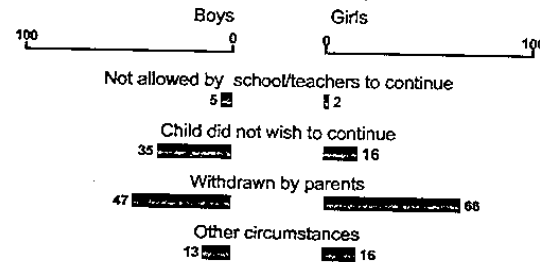 Boys Girls
100 0 0 100
Not allowed by school/teachers to continue
5 2
Child did not wish to continue
35 16
Withdrawn by parents
47 66
Other circumstances
13 16